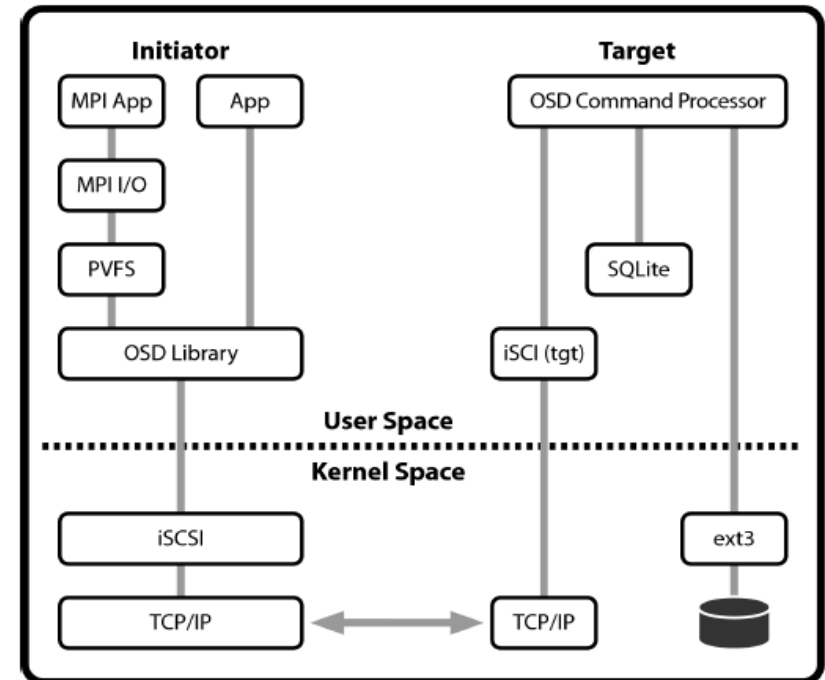 Initiator
Target
MPI App
App
OSD Command Processor
MPI I/O
PVFS
SQLite
OSD Library
iSCI (tgt)
User Space
Kernel Space
iSCSI
ext3
TCP/IP
TCP/IP